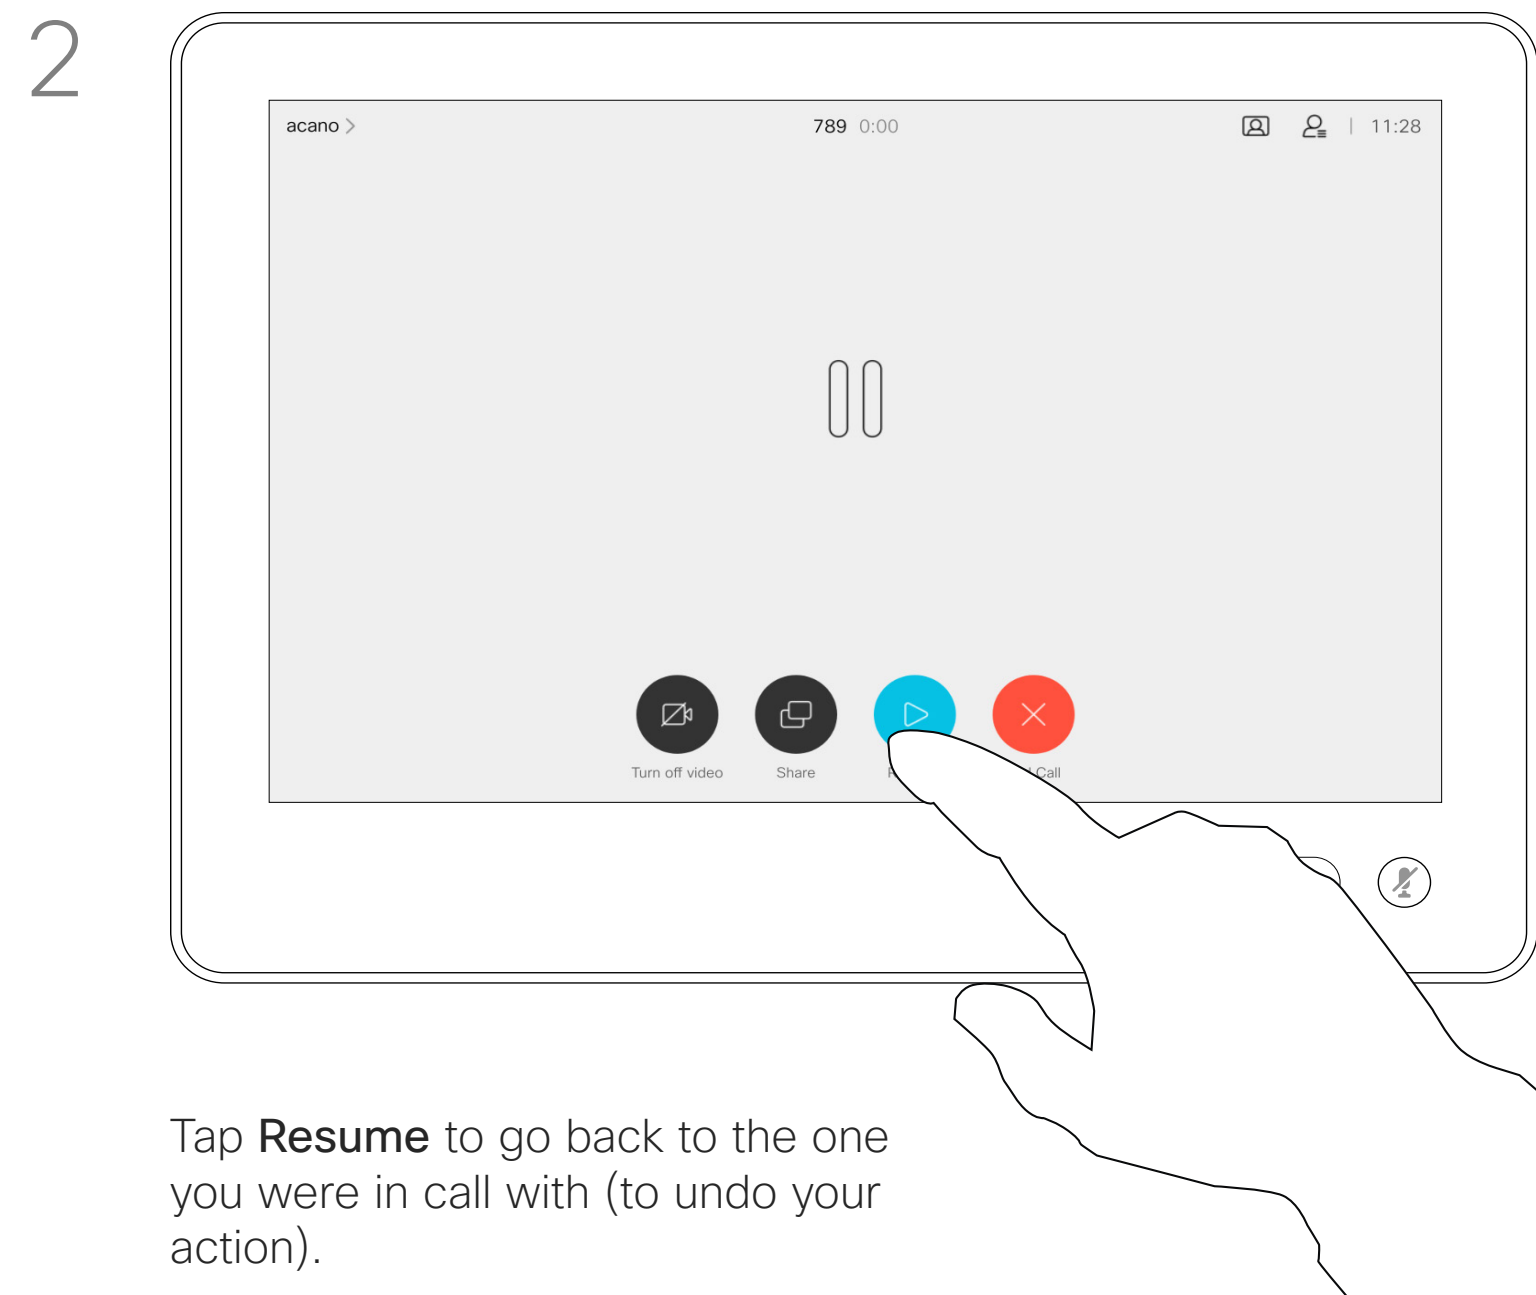 2
acano
789 0:00
11:28
Turn off video
Share
Call
Tap Resume to go back to the one
you were in call with (to undo your
action).